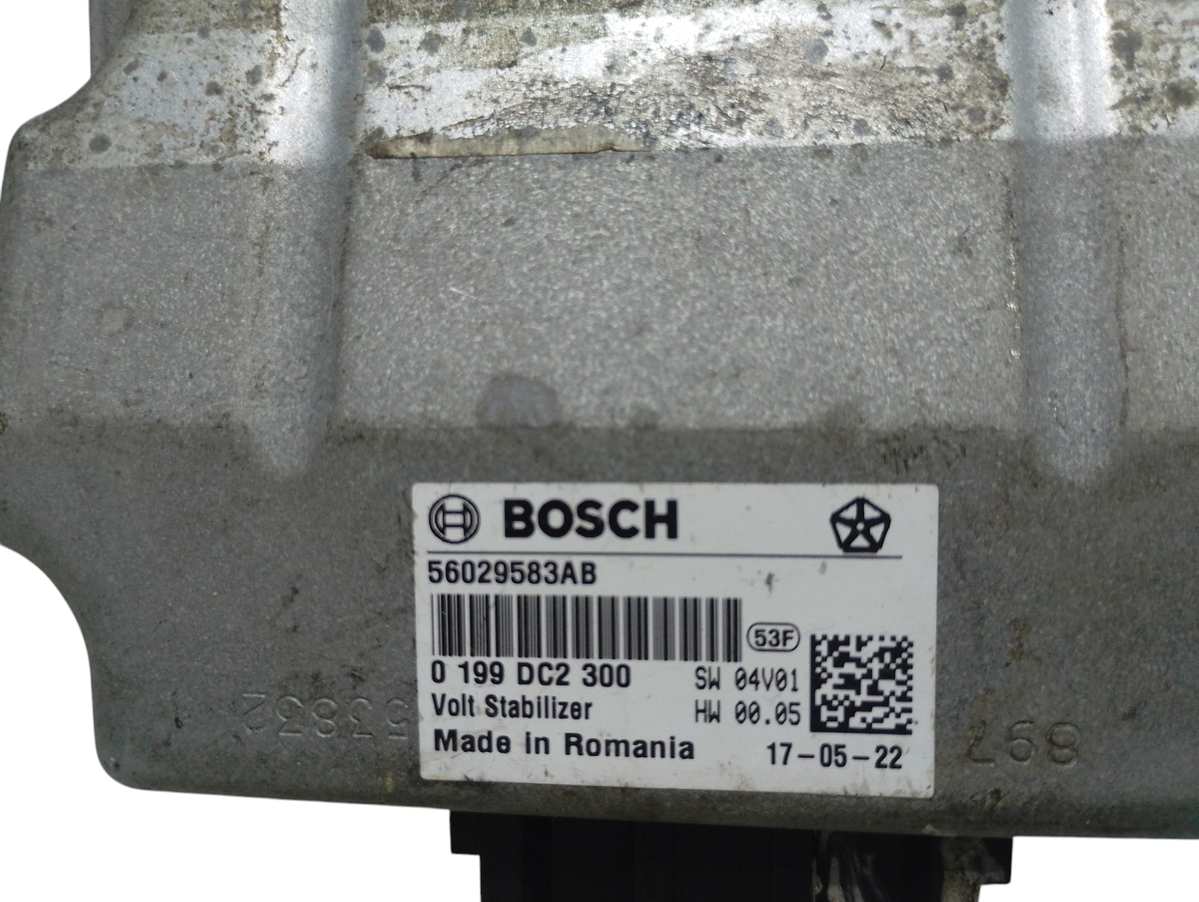 BOSCH
56029583AB
53F
0 199 DC2 300
SW 04V01
Volt Stabilizer
HW 00.05
Made in Romania
17-05-22